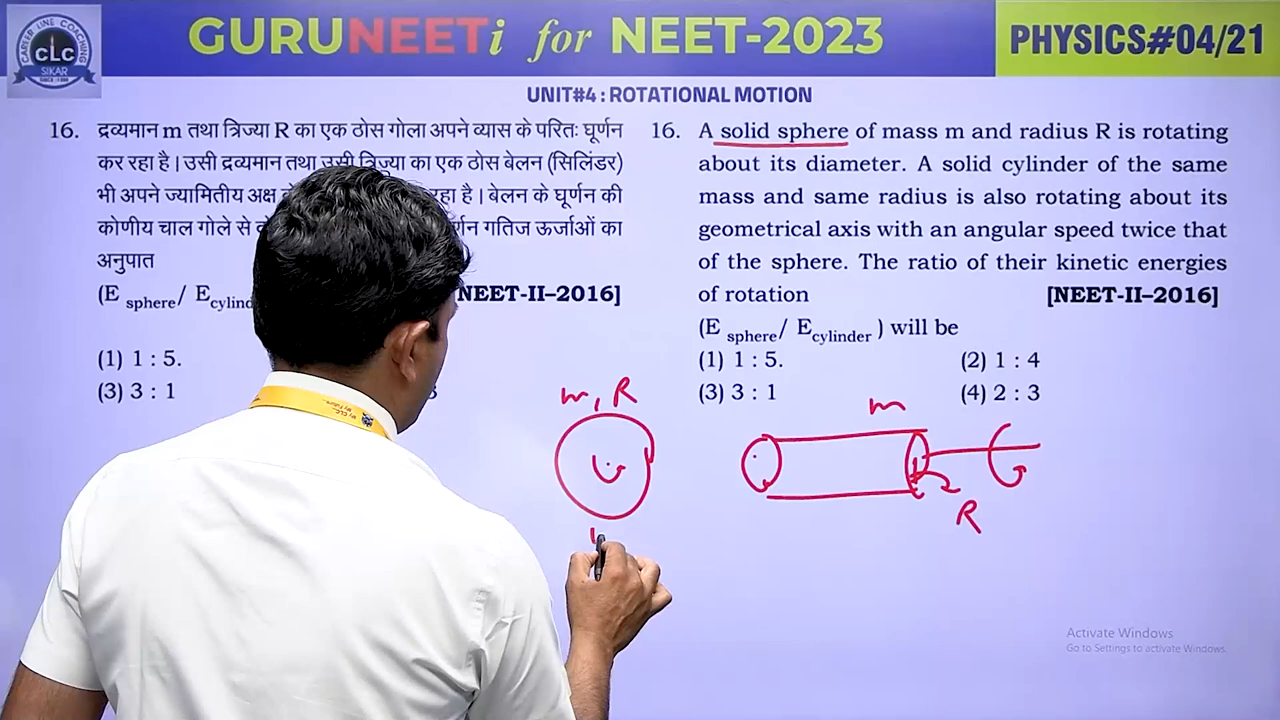 GURUNEETi for NEET-2023
PHYSICS#04/21
CAREER LINE COACHING
CLC
SIKAR
UNIT#4 : ROTATIONAL MOTION
16. द्रव्यमान m तथा त्रिज्या R का एक ठोस गोला अपने व्यास के परितः घूर्णन
कर रहा है। उसी द्रव्यमान तथा उसी त्रिज्या का एक ठोस बेलन (सिलिंडर)
भी अपने ज्यामितीय अक्ष रहा है। बेलन के घूर्णन की
कोणीय चाल गोले से गतिज ऊर्जाओं का
अनुपात
(E sphere/ E NEET-II–2016]
(1) 1 : 5.
(3) 3 : 1
16. A solid sphere of mass m and radius R is rotating
about its diameter. A solid cylinder of the same
mass and same radius is also rotating about its
geometrical axis with an angular speed twice that
of the sphere. The ratio of their kinetic energies
of rotation [NEET-II–2016]
(E sphere/ E cylinder ) will be
(1) 1 : 5. (2) 1 : 4
(3) 3 : 1 (4) 2 : 3
m, R
m
R
Activate Windows
Go to Settings to activate Windows.